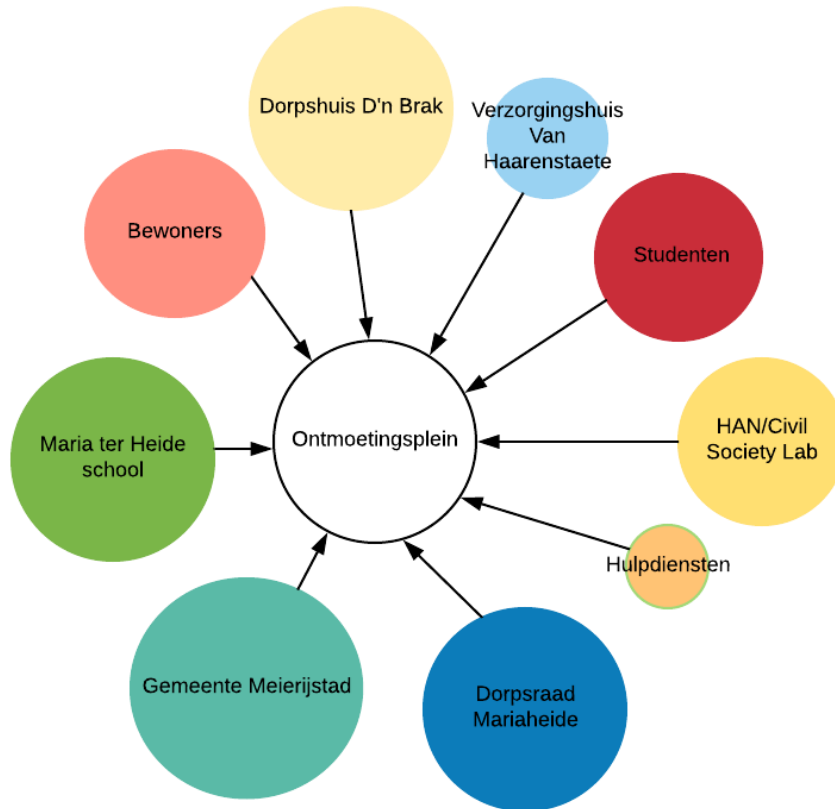 Dorpshuis D'n Brak
Verzorgingshuis
Van
Haarenstaete
Bewoners
Studenten
Maria ter Heide
school
Ontmoetingsplein
HAN/Civil
Society Lab
Hulpdiensten
Gemeente Meierijstad
Dorpsraad
Mariaheide